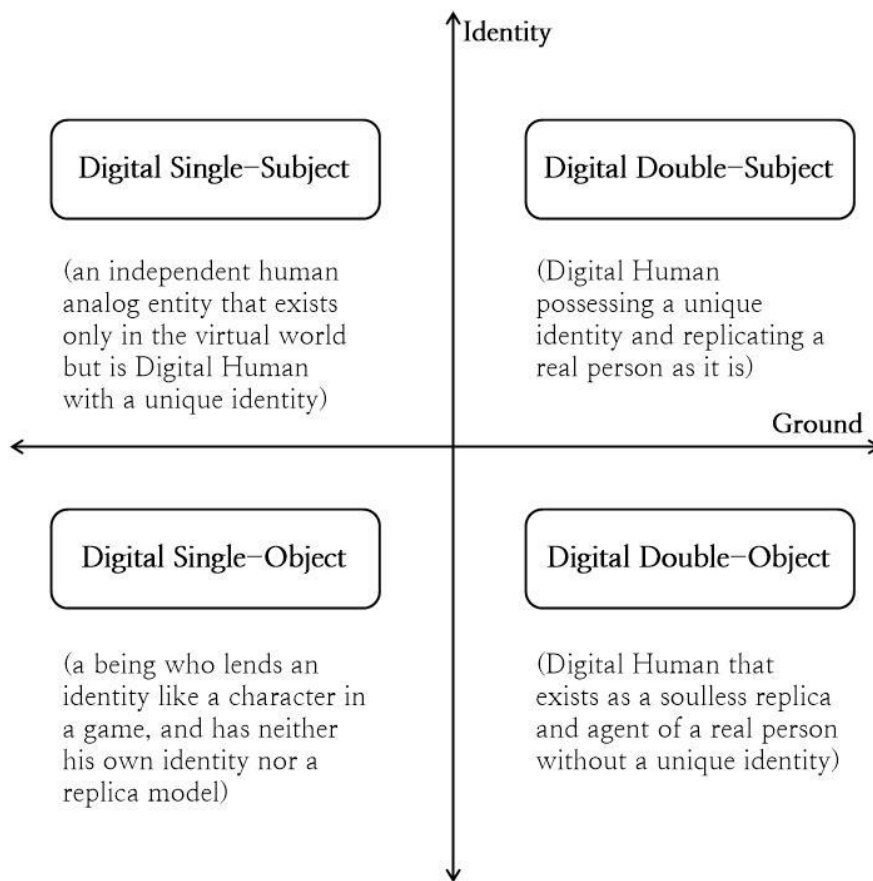 Identity
Digital Single-Subject
Digital Double-Subject
(an independent human
analog entity that exists
only in the virtual world
but is Digital Human
with a unique identity)
(Digital Human
possessing a unique
identity and replicating a
real person as it is)
Ground
Digital Single-Object
Digital Double-Object
(a being who lends an
identity like a character in
a game, and has neither
his own identity nor a
replica model)
(Digital Human that
exists as a soulless replica
and agent of a real person
without a unique identity)